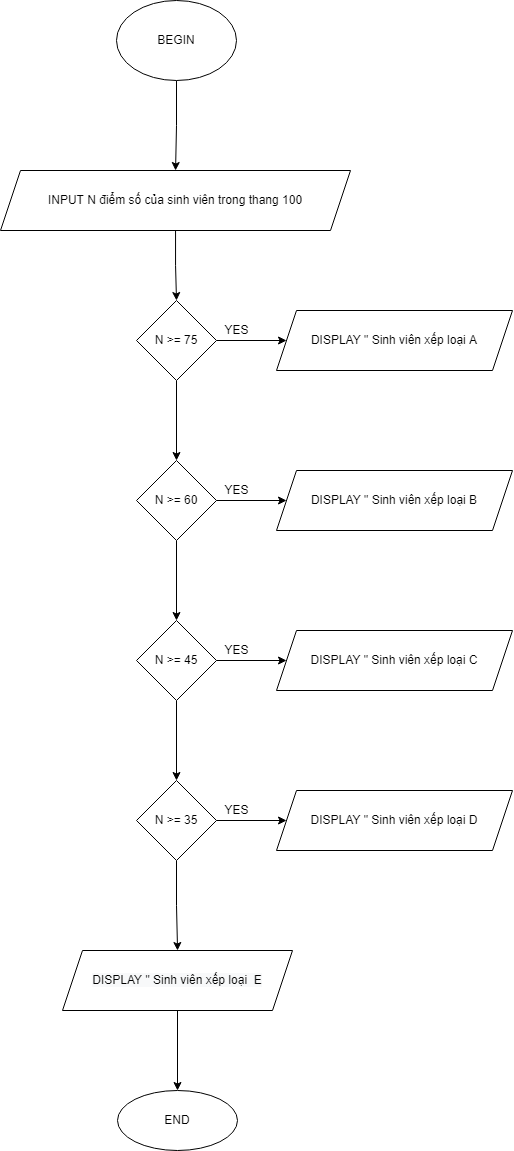 BEGIN
INPUT N điểm số của sinh viên trong thang 100
N >= 75
YES
DISPLAY " Sinh viên xếp loại A
N >= 60
YES
DISPLAY " Sinh viên xếp loại B
N >= 45
YES
DISPLAY " Sinh viên xếp loại C
N >= 35
YES
DISPLAY " Sinh viên xếp loại D
DISPLAY " Sinh viên xếp loại  E
END